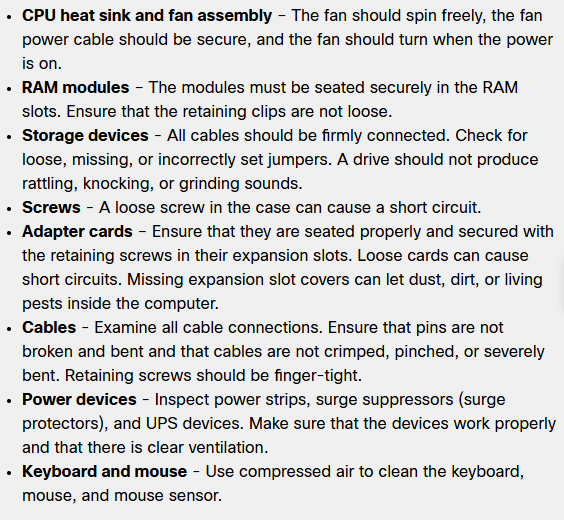 • CPU heat sink and fan assembly - The fan should spin freely, the fan
power cable should be secure, and the fan should turn when the power
is on.
• RAM modules - The modules must be seated securely in the RAM
slots. Ensure that the retaining clips are not loose.
• Storage devices - All cables should be firmly connected. Check for
loose, missing, or incorrectly set jumpers. A drive should not produce
rattling, knocking, or grinding sounds.
• Screws - A loose screw in the case can cause a short circuit.
• Adapter cards - Ensure that they are seated properly and secured with
the retaining screws in their expansion slots. Loose cards can cause
short circuits. Missing expansion slot covers can let dust, dirt, or living
pests inside the computer.
• Cables - Examine all cable connections. Ensure that pins are not
broken and bent and that cables are not crimped, pinched, or severely
bent. Retaining screws should be finger-tight.
• Power devices - Inspect power strips, surge suppressors (surge
protectors), and UPS devices. Make sure that the devices work properly
and that there is clear ventilation.
• Keyboard and mouse - Use compressed air to clean the keyboard,
mouse, and mouse sensor.